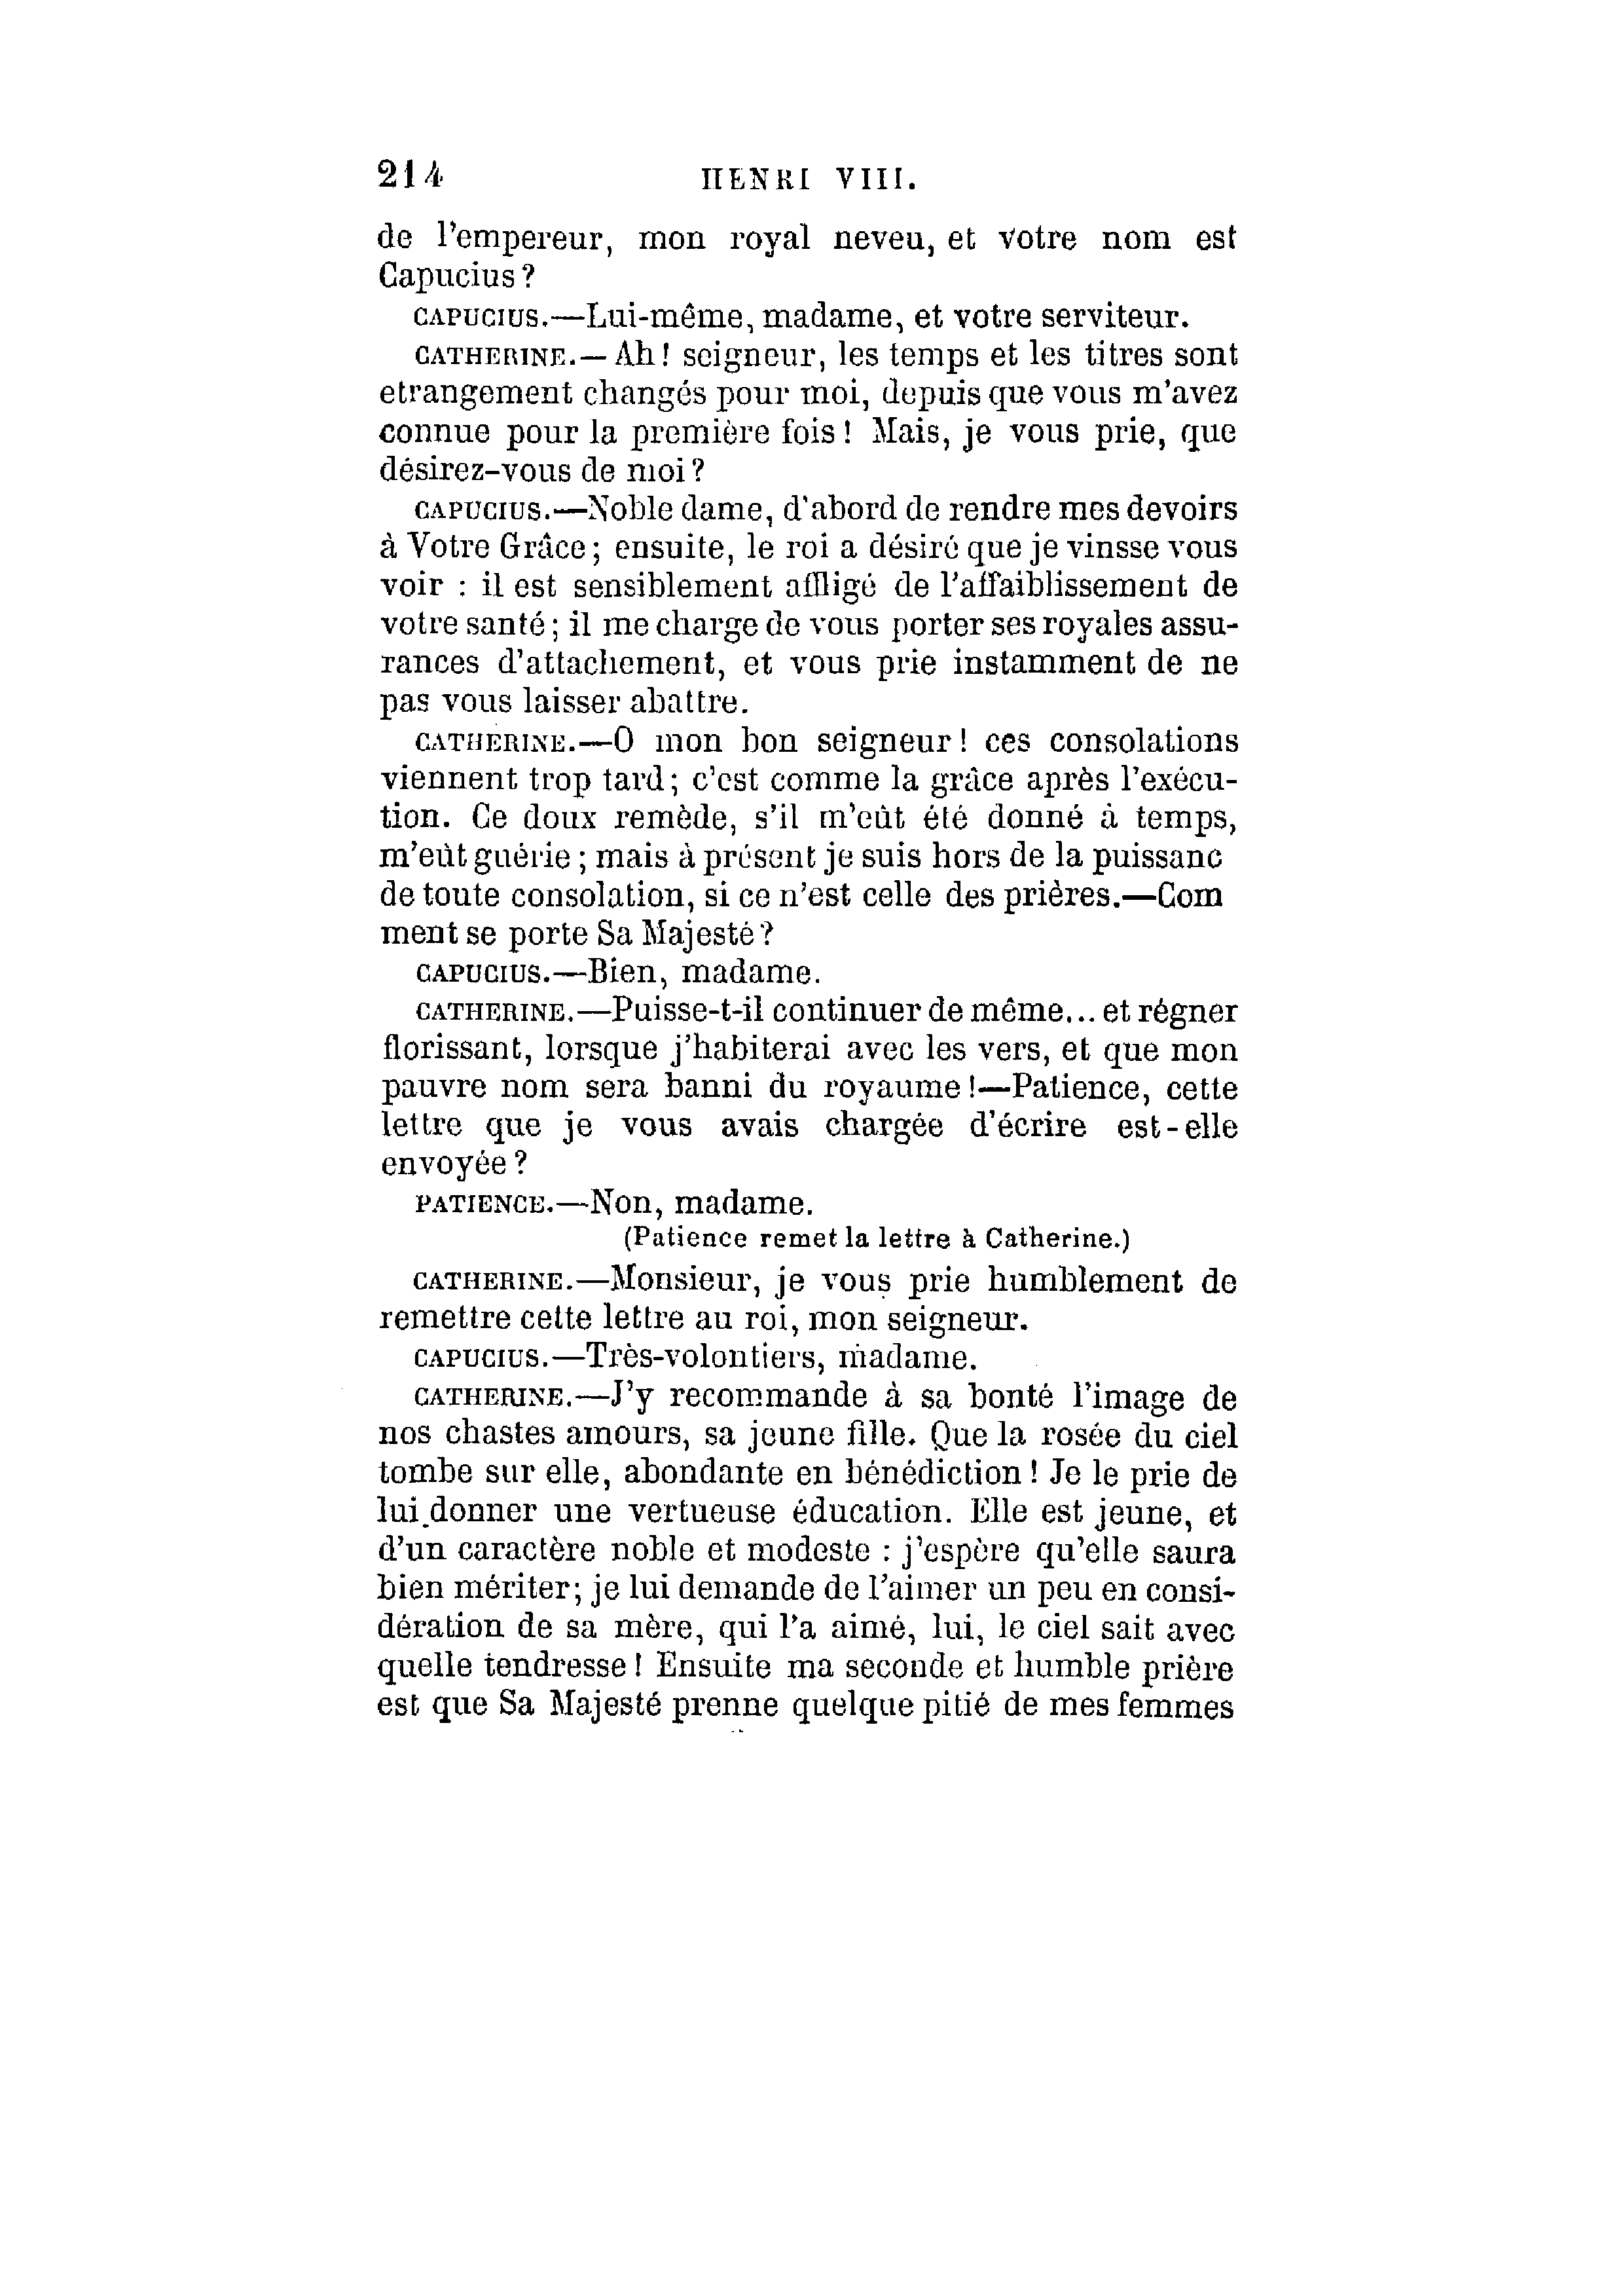 214 HENRI VIII.
de l'empereur, mon royal neveu, et votre nom est
Capucius?
CAPUCIUS.—Lui-même, madame, et votre serviteur.
CATHERINE.—Ah! seigneur, les temps et les titres sont
etrangement changés pour moi, depuis que vous m'avez
connue pour la première fois! Mais, je vous prie, que
désirez-vous de moi?
CAPUCIUS.—Noble dame, d'abord de rendre mes devoirs
à Votre Grâce; ensuite, le roi a désiré que je vinsse vous
voir : il est sensiblement affligé de l'affaiblissement de
votre santé; il me charge de vous porter ses royales assu-
rances d'attachement, et vous prie instamment de ne
pas vous laisser abattre.
CATHERINE.—O mon bon seigneur! ces consolations
viennent trop tard; c'est comme la grâce après l'exécu-
tion. Ce doux remède, s'il m'eût été donné à temps,
m'eût guérie; mais à présent je suis hors de la puissanc
de toute consolation, si ce n'est celle des prières.—Com
ment se porte Sa Majesté?
CAPUCIUS.—Bien, madame.
CATHERINE.—Puisse-t-il continuer de même... et régner
florissant, lorsque j'habiterai avec les vers, et que mon
pauvre nom sera banni du royaume!—Patience, cette
lettre que je vous avais chargée d'écrire est-elle
envoyée?
PATIENCE.—Non, madame.
(Patience remet la lettre à Catherine.)
CATHERINE.—Monsieur, je vous prie humblement de
remettre cette lettre au roi, mon seigneur.
CAPUCIUS.—Très-volontiers, madame.
CATHERINE.—J'y recommande à sa bonté l'image de
nos chastes amours, sa jeune fille. Que la rosée du ciel
tombe sur elle, abondante en bénédiction! Je le prie de
lui donner une vertueuse éducation. Elle est jeune, et
d'un caractère noble et modeste : j'espère qu'elle saura
bien mériter; je lui demande de l'aimer un peu en consi-
dération de sa mère, qui l'a aimé, lui, le ciel sait avec
quelle tendresse! Ensuite ma seconde et humble prière
est que Sa Majesté prenne quelque pitié de mes femmes